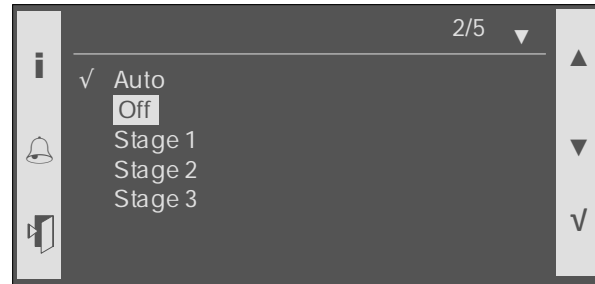 2/5 ▼
√ Auto
Off
Stage 1
Stage 2
Stage 3
i
√